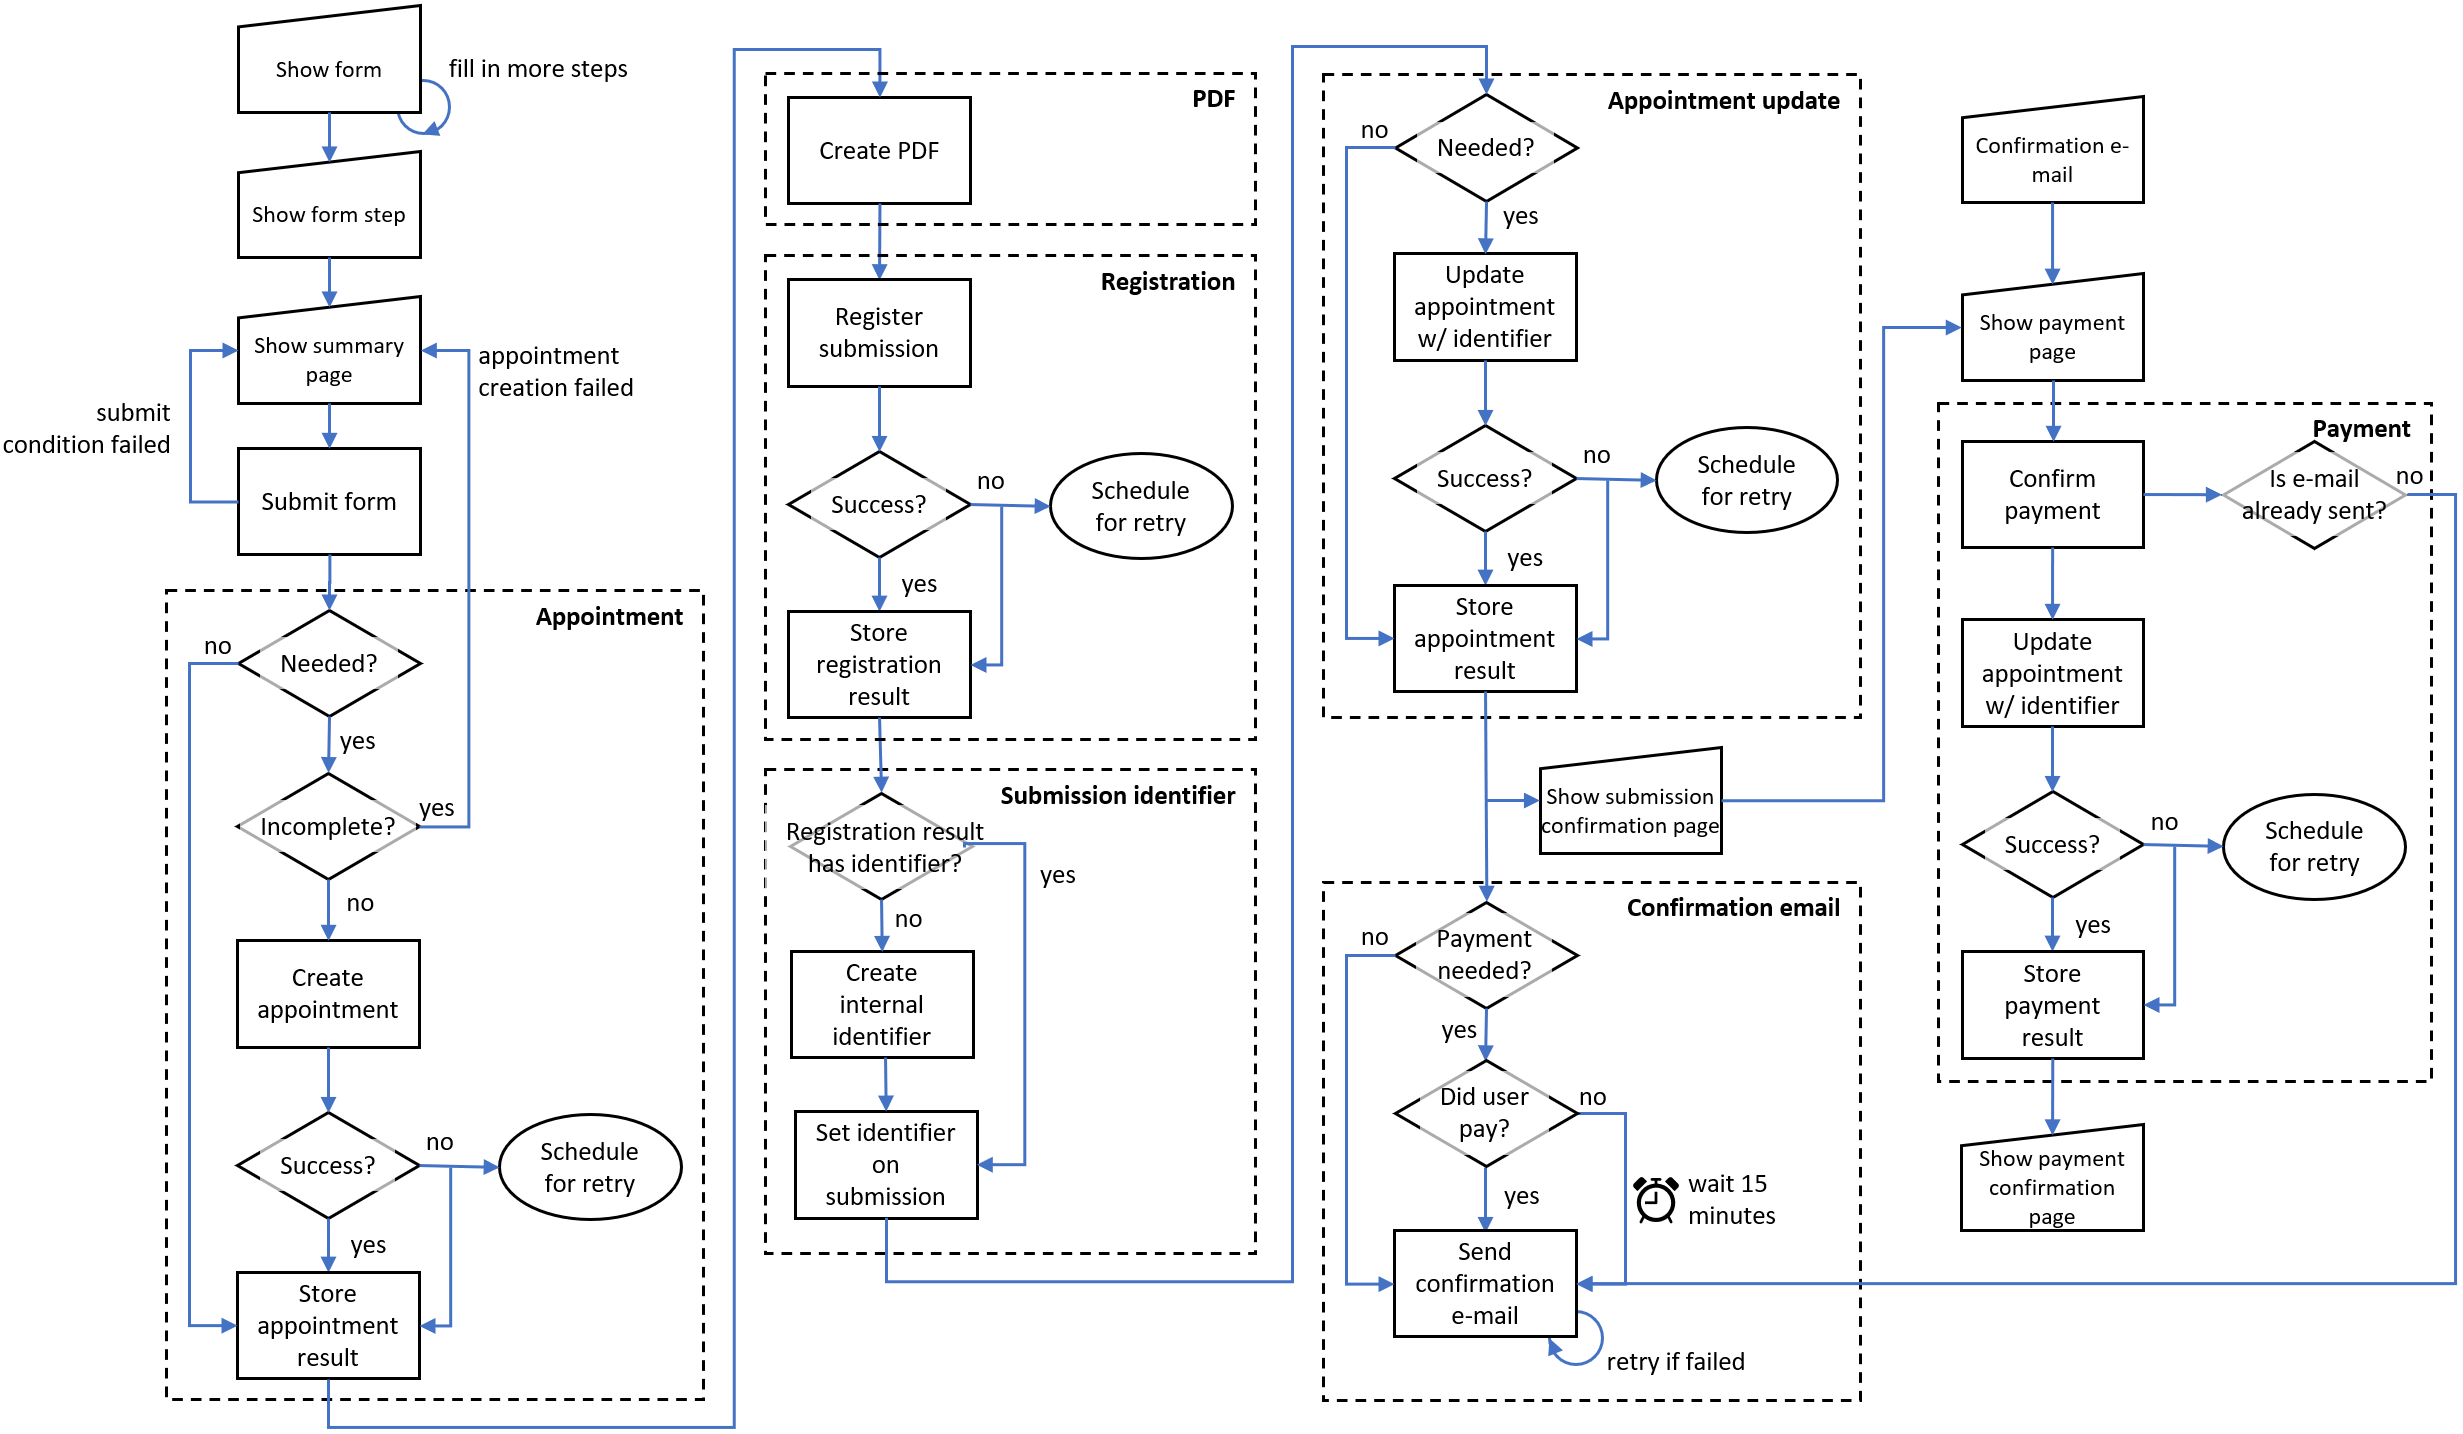 Show form
fill in more steps
Show form step
Show summary
page
appointment
creation failed
submit
condition failed
Submit form
Appointment
no
Needed?
yes
Incomplete?
yes
no
Create
appointment
Success?
no
Schedule
for retry
yes
Store
appointment
result
PDF
Create PDF
Registration
Register
submission
Success?
no
Schedule
for retry
yes
Store
registration
result
Submission identifier
Registration result
has identifier?
yes
no
Create
internal
identifier
Set identifier
on
submission
Appointment update
no
Needed?
yes
Update
appointment
w/ identifier
Success?
no
Schedule
for retry
yes
Store
appointment
result
Show submission
confirmation page
Confirmation email
no
Payment
needed?
yes
Did user
pay?
no
yes
wait 15
minutes
Send
confirmation
e-mail
retry if failed
Confirmation e-
mail
Show payment
page
Payment
Confirm
payment
Is e-mail
already sent?
no
Update
appointment
w/ identifier
Success?
no
Schedule
for retry
yes
Store
payment
result
Show payment
confirmation
page